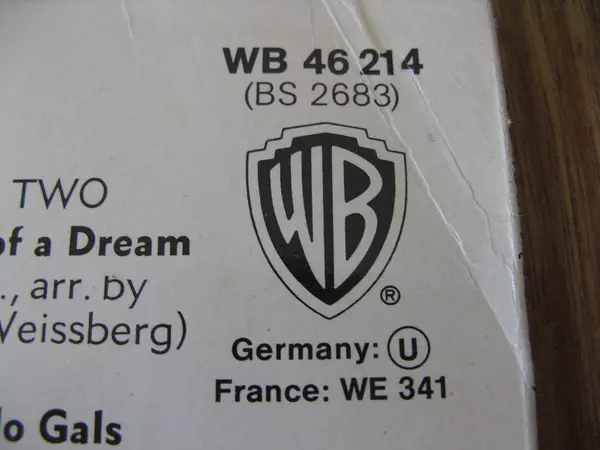 WB 46 214
(BS 2683)
WB
®
TWO
of a Dream
., arr. by
Weissberg)
Germany: U
France: WE 341
lo Gals